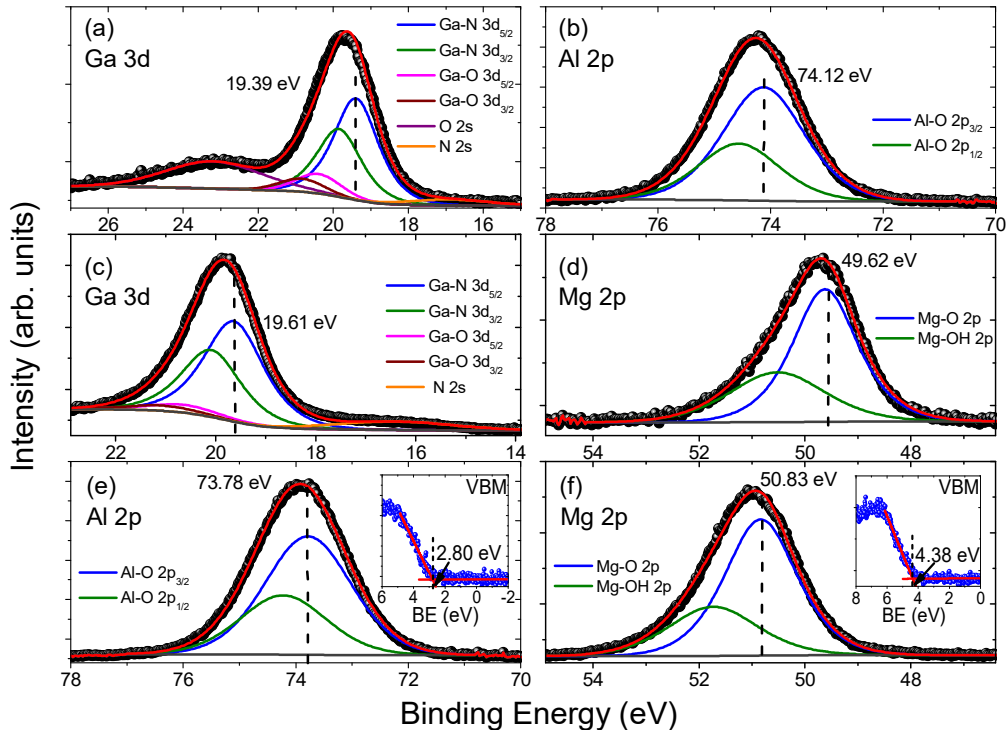 Intensity (arb. units)
(a)
Ga 3d
19.39 eV
Ga-N 3d5/2
Ga-N 3d3/2
Ga-O 3d5/2
Ga-O 3d3/2
O 2s
N 2s
26 24 22 20 18 16
(b)
Al 2p
74.12 eV
Al-O 2p3/2
Al-O 2p1/2
78 76 74 72 70
(c)
Ga 3d
19.61 eV
Ga-N 3d5/2
Ga-N 3d3/2
Ga-O 3d5/2
Ga-O 3d3/2
N 2s
22 20 18 16 14
(d)
Mg 2p
49.62 eV
Mg-O 2p
Mg-OH 2p
54 52 50 48
(e)
Al 2p
73.78 eV
Al-O 2p3/2
Al-O 2p1/2
VBM
2.80 eV
6 4 2 0 -2
BE (eV)
78 76 74 72 70
(f)
Mg 2p
50.83 eV
Mg-O 2p
Mg-OH 2p
VBM
4.38 eV
8 6 4 2 0
BE (eV)
54 52 50 48
Binding Energy (eV)